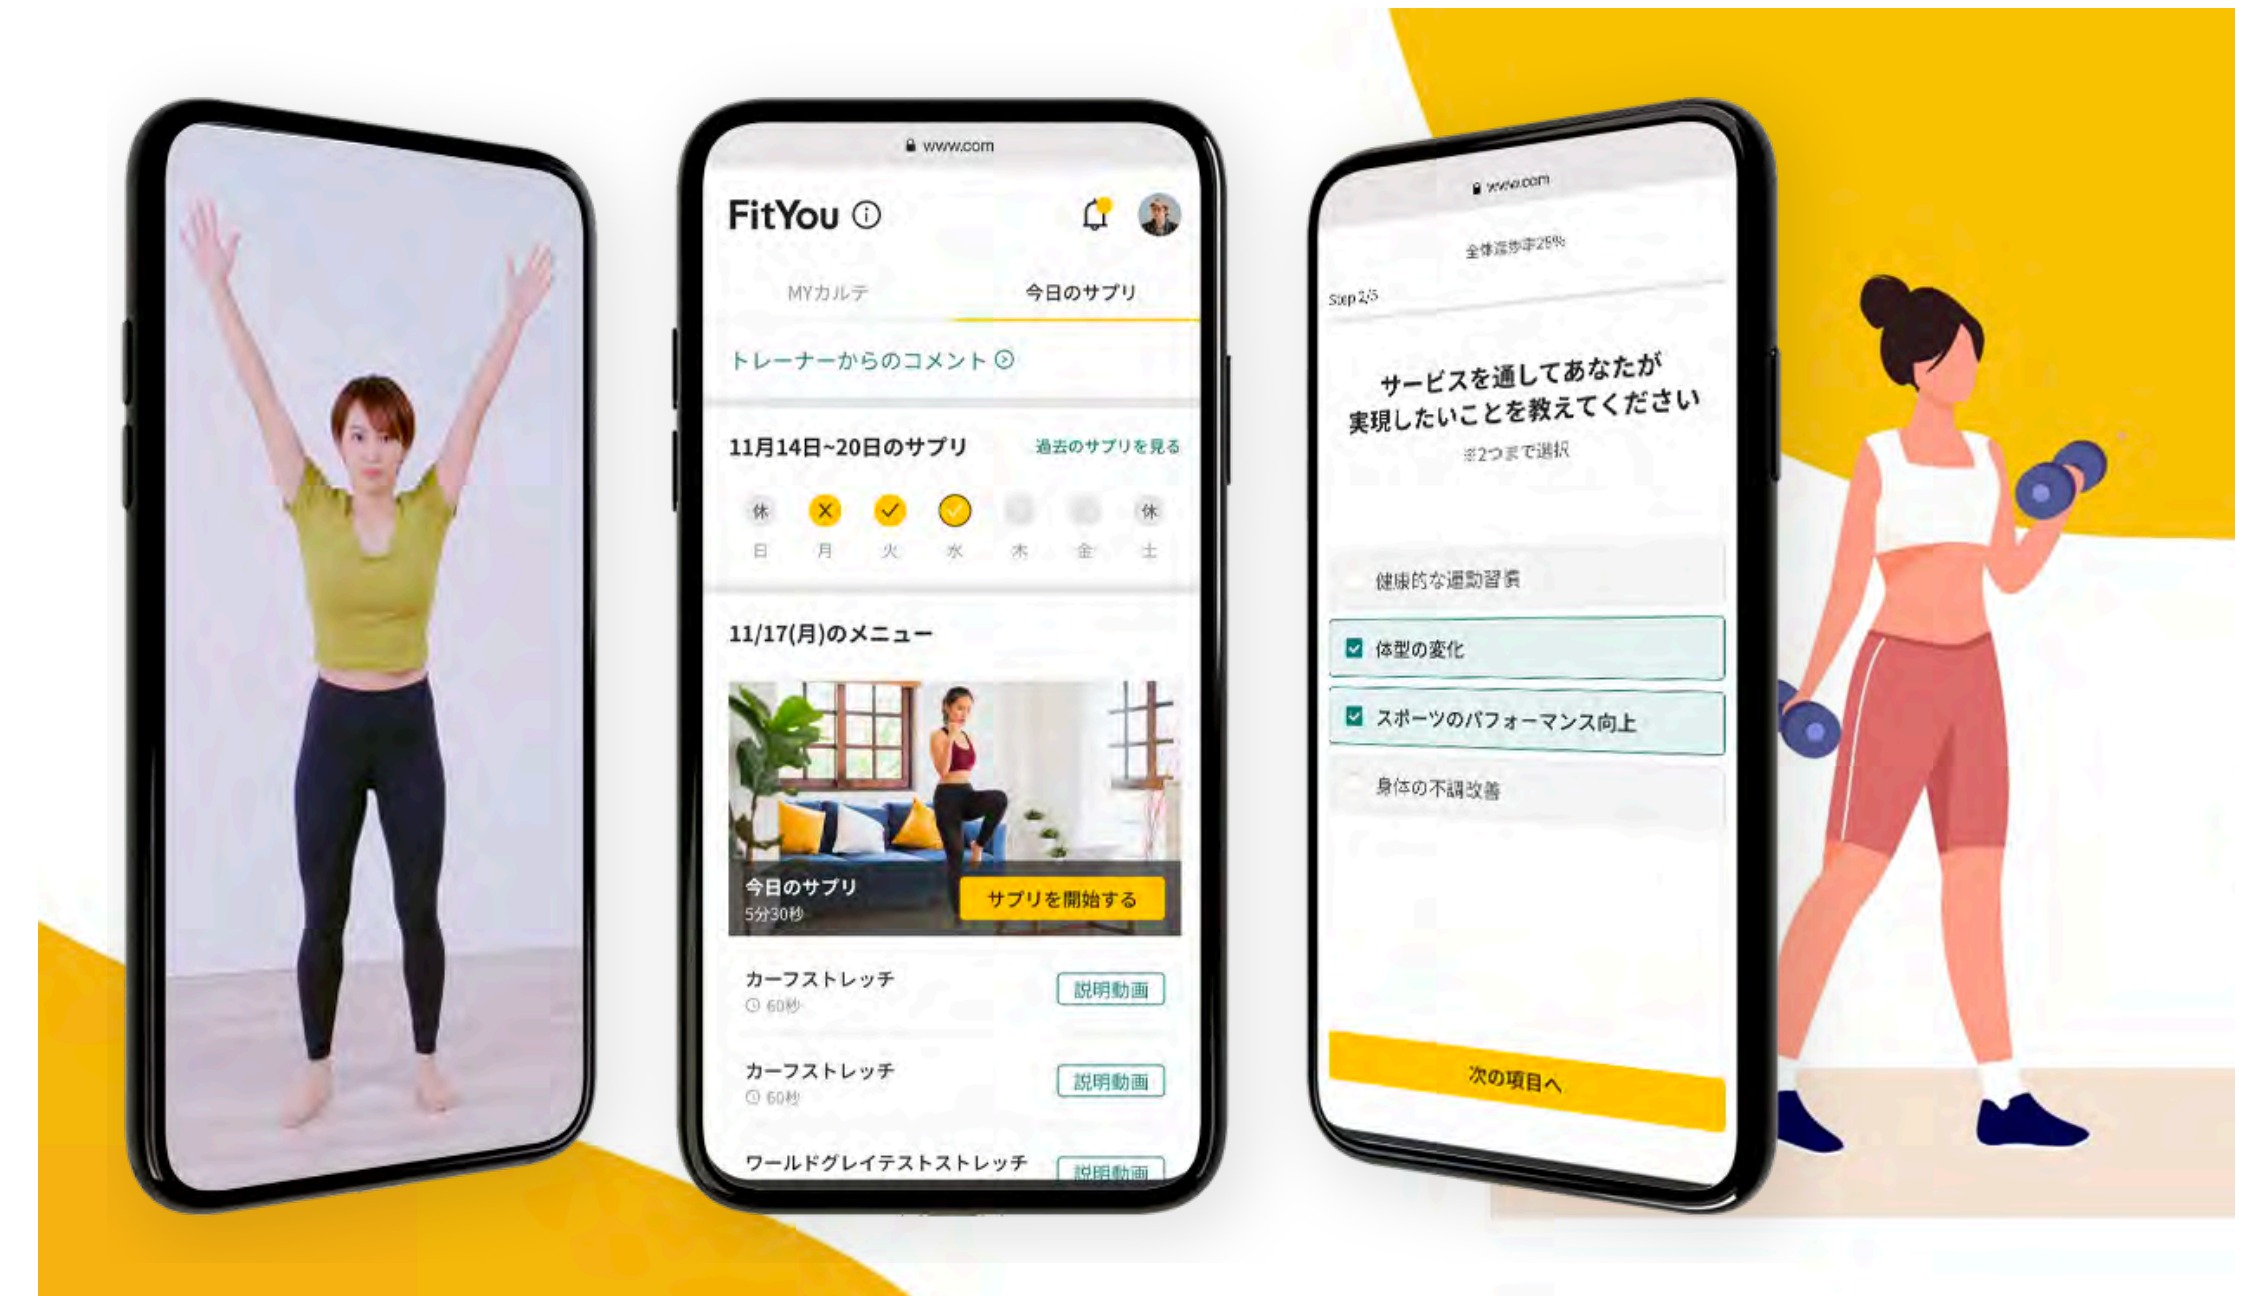 www.com
FitYou
MYカルテ
今日のサプリ
トレーナーからのコメント
11月14日~20日のサプリ
過去のサプリを見る
休
休
日 月 火 水 木 金 土
11/17(月)のメニュー
今日のサプリ
5分30秒
サプリを開始する
カーフストレッチ
説明動画
60秒
カーフストレッチ
説明動画
60秒
ワールドグレイテストストレッチ
説明動画
www.com
全体進捗率25%
Step 2/5
サービスを通してあなたが
実現したいことを教えてください
※2つまで選択
健康的な運動習慣
体型の変化
スポーツのパフォーマンス向上
身体の不調改善
次の項目へ